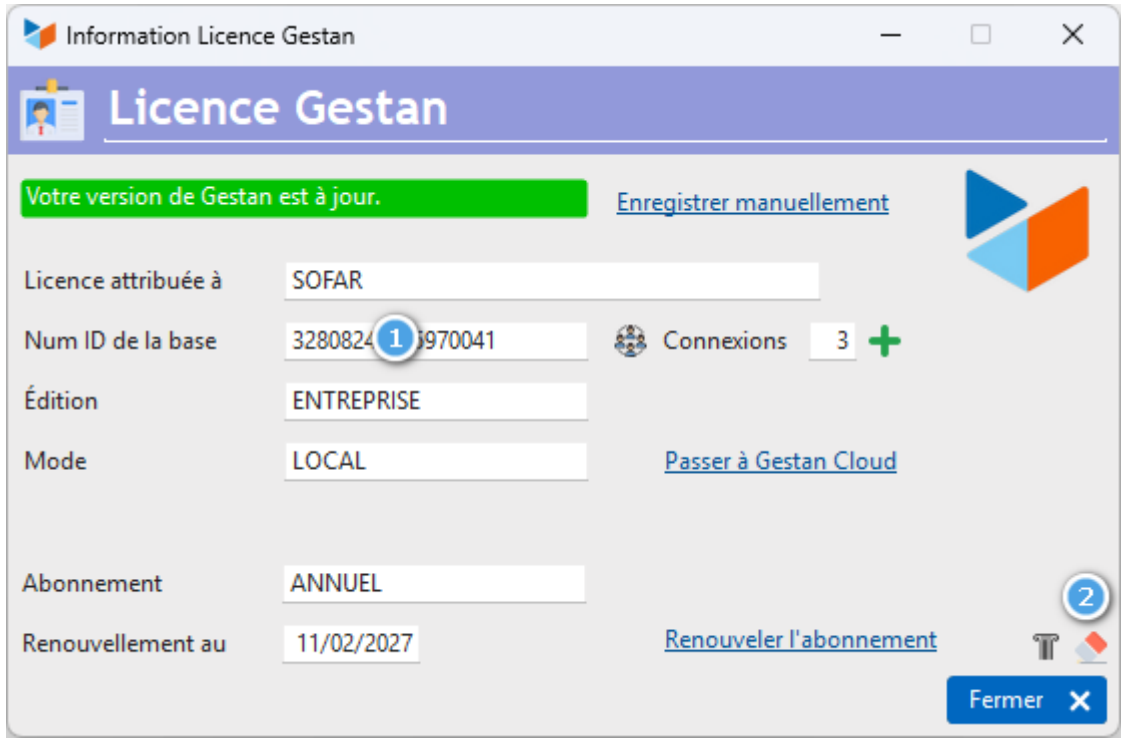 Information Licence Gestan
Licence Gestan
Votre version de Gestan est à jour.
Enregistrer manuellement
Licence attribuée à SOFAR
Num ID de la base 3280824 1 5970041 Connexions 3
Édition ENTREPRISE
Mode LOCAL Passer à Gestan Cloud
Abonnement ANNUEL
2
Renouvellement au 11/02/2027 Renouveler l'abonnement
Fermer